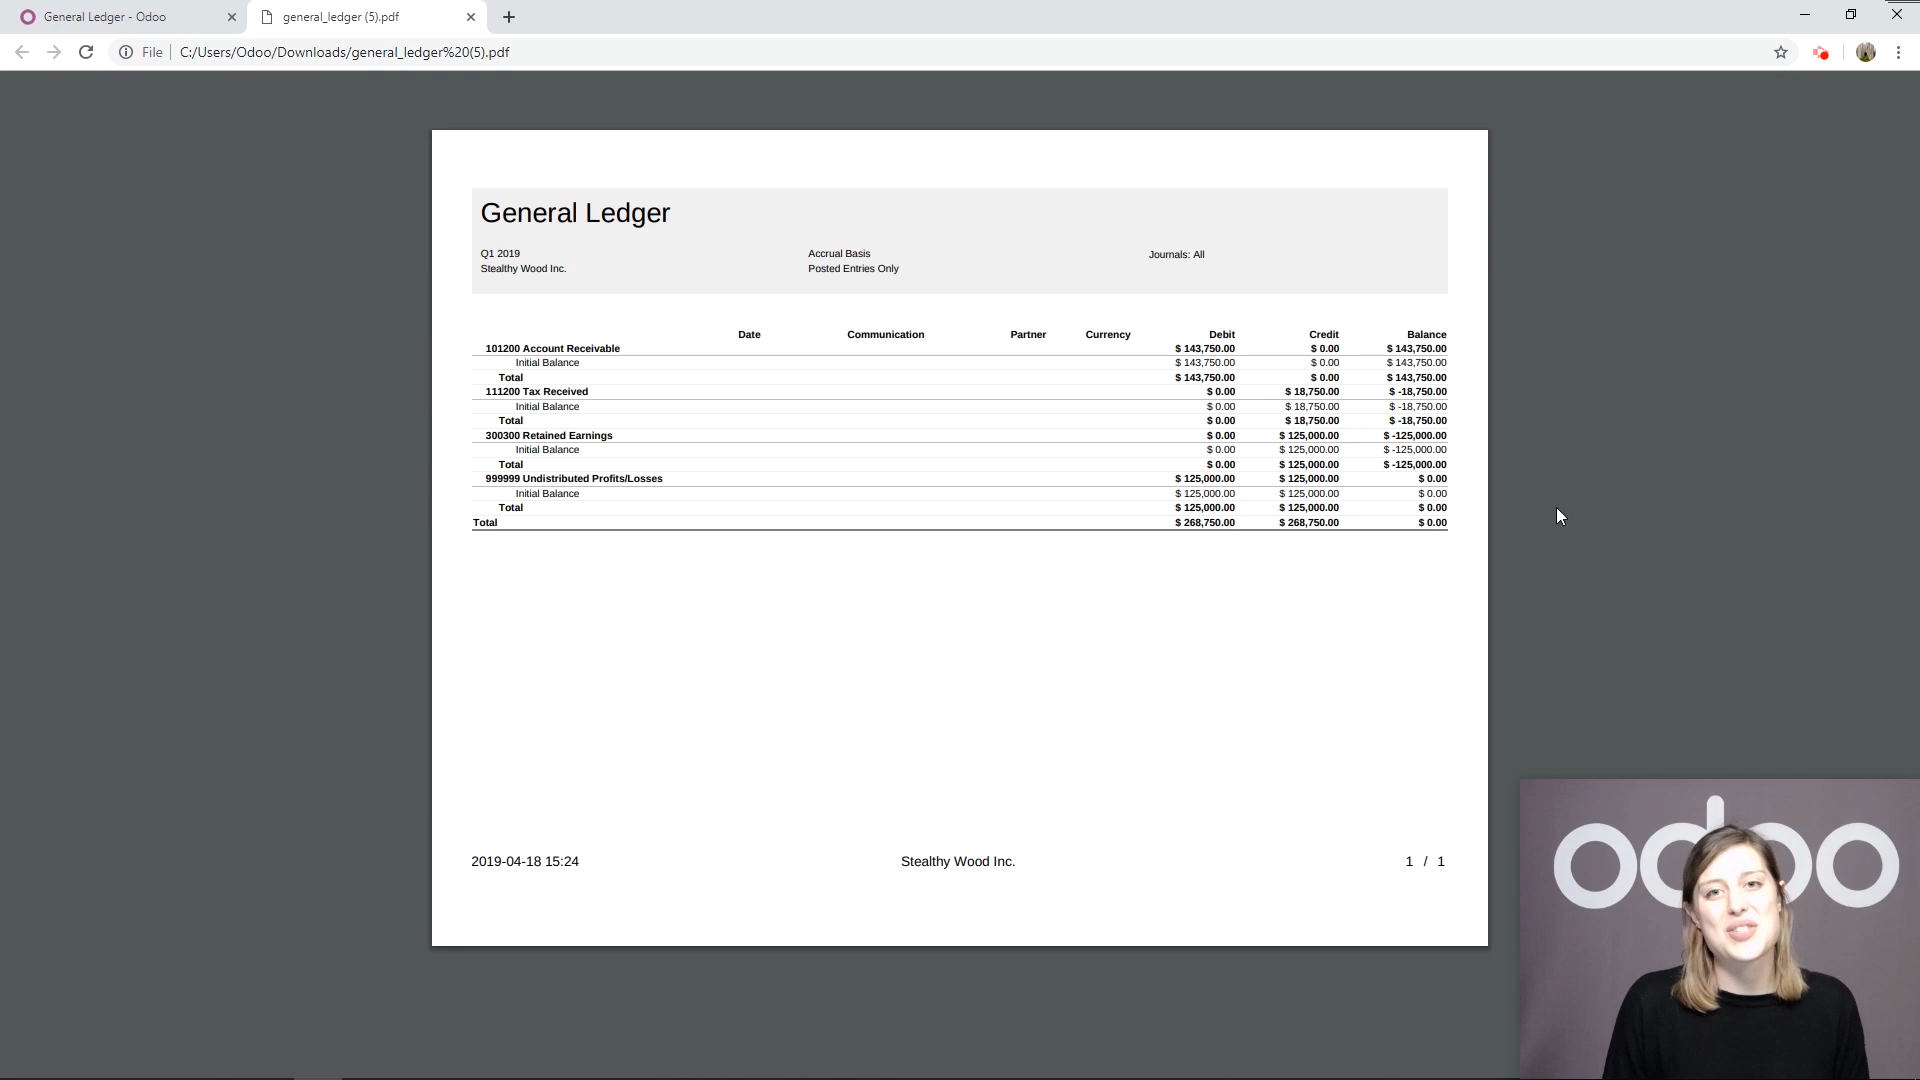 General Ledger - Odoo
general_ledger (5).pdf
File C:/Users/Odoo/Downloads/general_ledger%20(5).pdf
General Ledger
Q1 2019 Accrual Basis Journals: All
Stealthy Wood Inc. Posted Entries Only
Date Communication Partner Currency Debit Credit Balance
101200 Account Receivable $ 143,750.00 $ 0.00 $ 143,750.00
Initial Balance $ 143,750.00 $ 0.00 $ 143,750.00
Total $ 143,750.00 $ 0.00 $ 143,750.00
111200 Tax Received $ 0.00 $ 18,750.00 $ -18,750.00
Initial Balance $ 0.00 $ 18,750.00 $ -18,750.00
Total $ 0.00 $ 18,750.00 $ -18,750.00
300300 Retained Earnings $ 0.00 $ 125,000.00 $ -125,000.00
Initial Balance $ 0.00 $ 125,000.00 $ -125,000.00
Total $ 0.00 $ 125,000.00 $ -125,000.00
999999 Undistributed Profits/Losses $ 125,000.00 $ 125,000.00 $ 0.00
Initial Balance $ 125,000.00 $ 125,000.00 $ 0.00
Total $ 125,000.00 $ 125,000.00 $ 0.00
Total $ 268,750.00 $ 268,750.00 $ 0.00
2019-04-18 15:24 Stealthy Wood Inc. 1 / 1
odoo